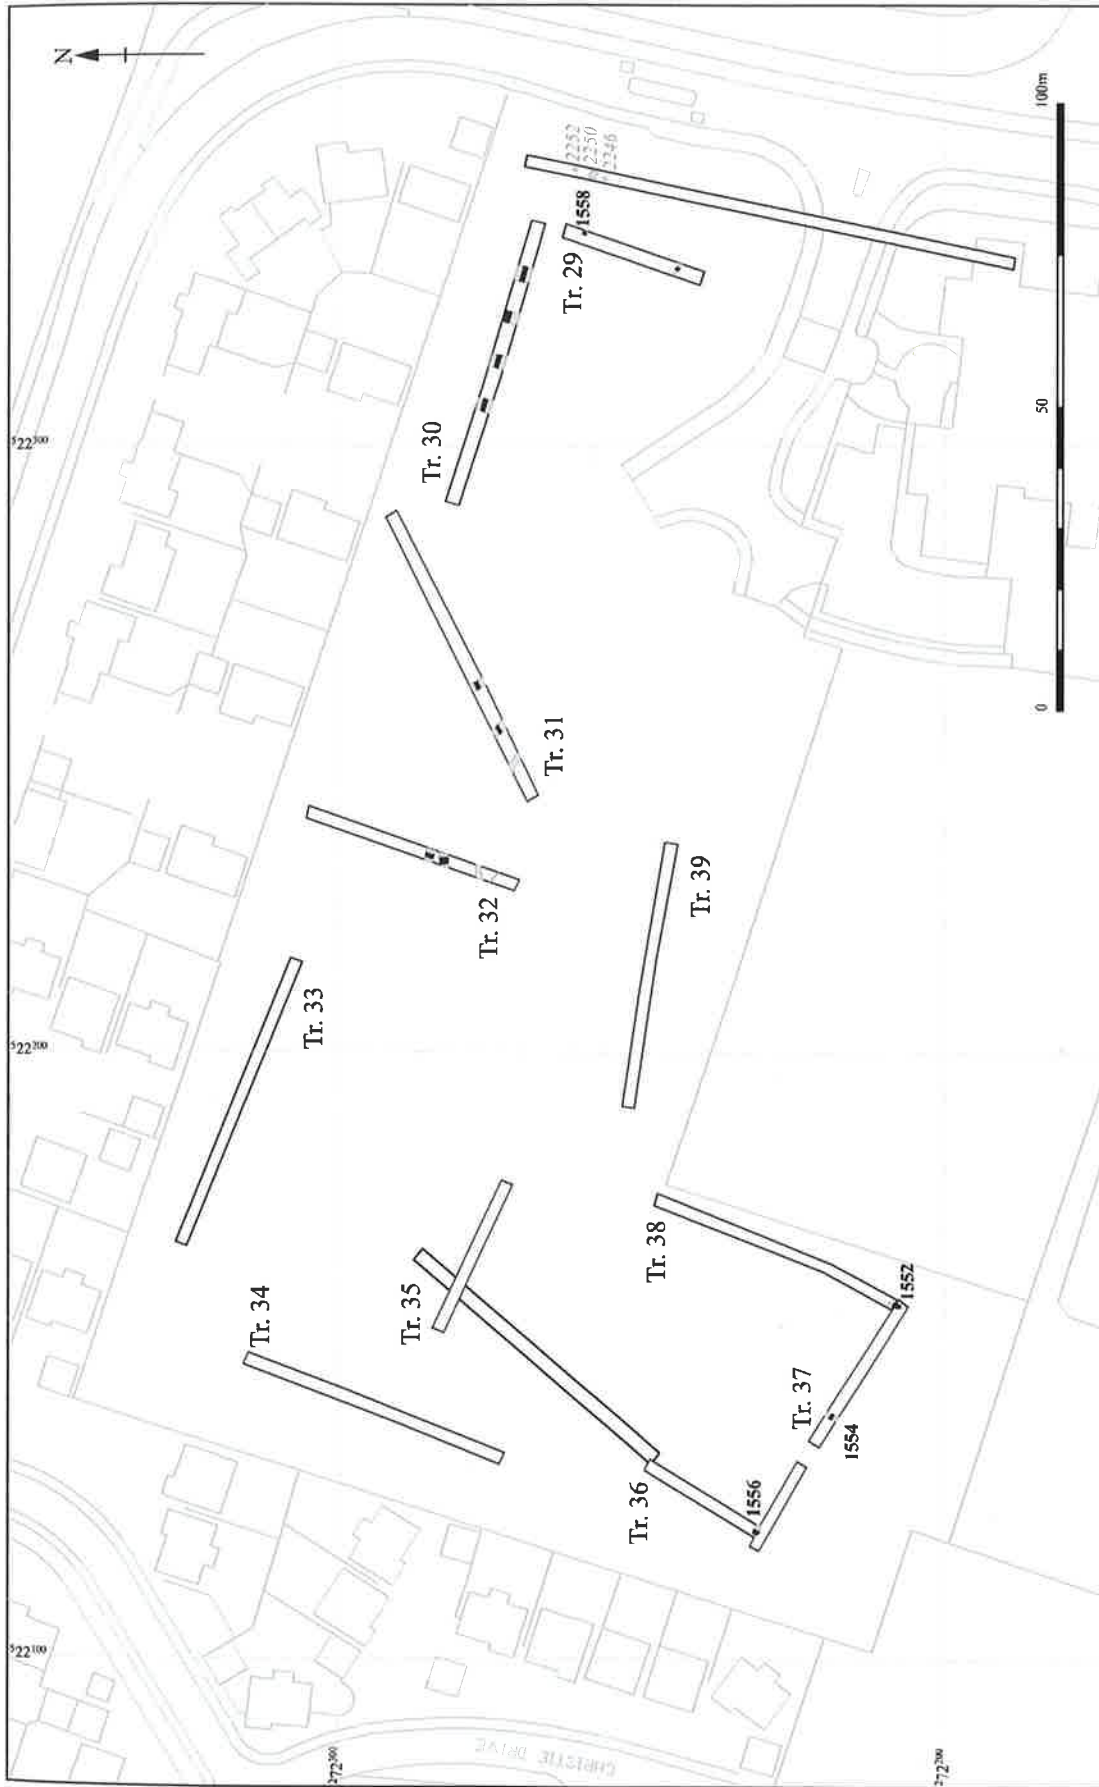 N
2252
2250
2246
1558
Tr. 29
Tr. 30
Tr. 31
Tr. 32
Tr. 33
Tr. 34
Tr. 35
Tr. 36
Tr. 37
Tr. 38
Tr. 39
1556
1554
1552
522300
522200
522100
272300
272200
CHRISTIE DRIVE
0
50
100m